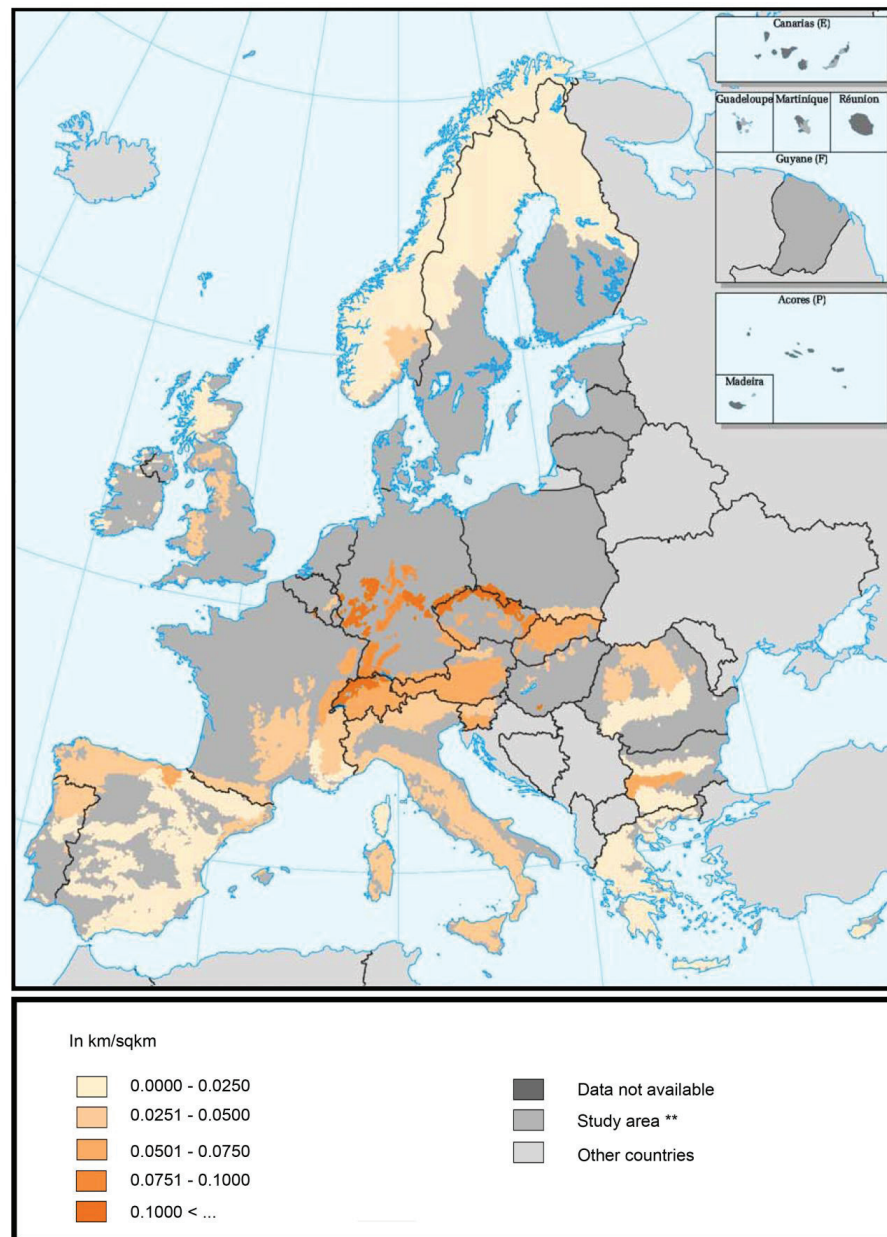 Canarias (E)
Guadeloupe
Martinique
Réunion
Guyane (F)
Acores (P)
Madeira
In km/sqkm
0.0000 - 0.0250
0.0251 - 0.0500
0.0501 - 0.0750
0.0751 - 0.1000
0.1000 < ...
Data not available
Study area **
Other countries